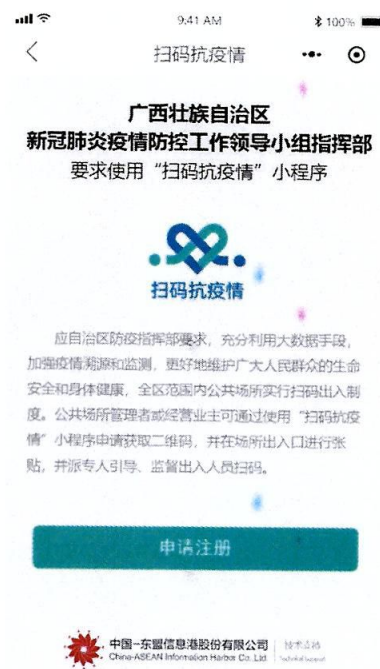 9:41 AM
100%
扫码抗疫情
广西壮族自治区
新冠肺炎疫情防控工作领导小组指挥部
要求使用“扫码抗疫情”小程序
扫码抗疫情
应自治区防疫指挥部要求，充分利用大数据手段，
加强疫情溯源和监测，更好地维护广大人民群众的生命
安全和身体健康，全区范围内公共场所实行扫码出入制
度。公共场所管理者或经营业主可通过使用“扫码抗疫
情”小程序申请获取二维码，并在场所出入口进行张
贴，并派专人引导、监督出入人员扫码。
申请注册
中国-东盟信息港股份有限公司
技术支持
China-ASEAN Information Harbor Co., Ltd
Technical Support